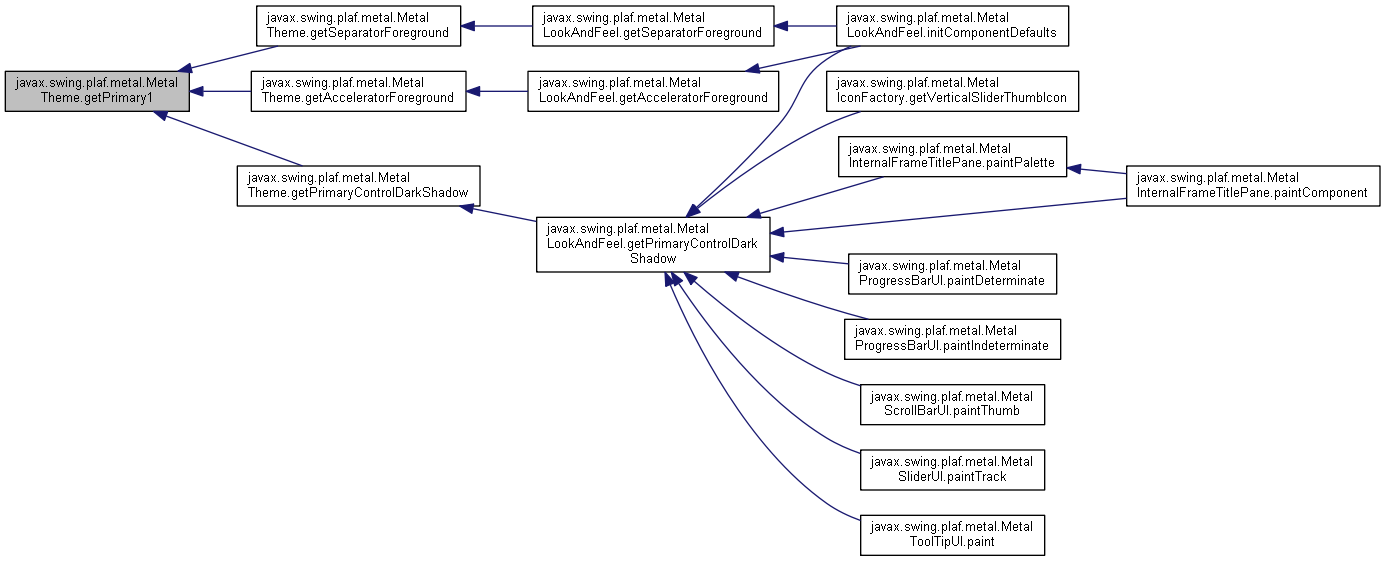 javax.swing.plaf.metal.Metal
Theme.getPrimary1
javax.swing.plaf.metal.Metal
Theme.getSeparatorForeground
javax.swing.plaf.metal.Metal
LookAndFeel.getSeparatorForeground
javax.swing.plaf.metal.Metal
LookAndFeel.initComponentDefaults
javax.swing.plaf.metal.Metal
Theme.getAcceleratorForeground
javax.swing.plaf.metal.Metal
LookAndFeel.getAcceleratorForeground
javax.swing.plaf.metal.Metal
IconFactory.getVerticalSliderThumbIcon
javax.swing.plaf.metal.Metal
Theme.getPrimaryControlDarkShadow
javax.swing.plaf.metal.Metal
LookAndFeel.getPrimaryControlDark
Shadow
javax.swing.plaf.metal.Metal
InternalFrameTitlePane.paintPalette
javax.swing.plaf.metal.Metal
InternalFrameTitlePane.paintComponent
javax.swing.plaf.metal.Metal
ProgressBarUI.paintDeterminate
javax.swing.plaf.metal.Metal
ProgressBarUI.paintIndeterminate
javax.swing.plaf.metal.Metal
ScrollBarUI.paintThumb
javax.swing.plaf.metal.Metal
SliderUI.paintTrack
javax.swing.plaf.metal.Metal
ToolTipUI.paint